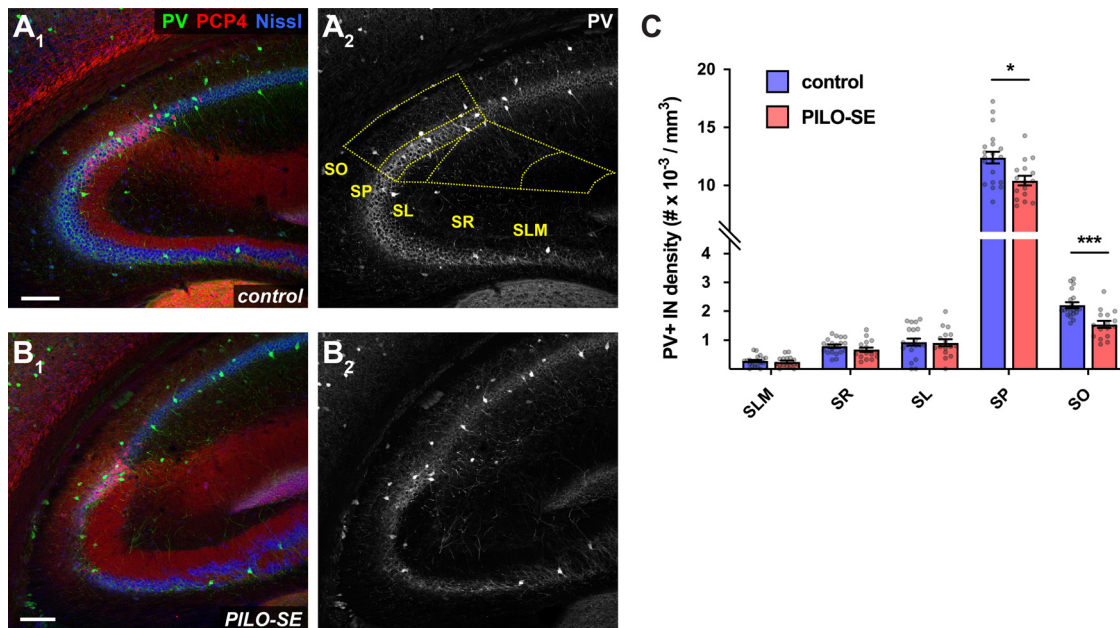 A1 PV PCP4 Nissl
control
A2 PV
SO
SP
SL
SR
SLM
B1
PILO-SE
B2
C
PV+ IN density (# x 10-3 / mm3)
20
15
10
4
3
2
1
control
PILO-SE
*
***
SLM
SR
SL
SP
SO